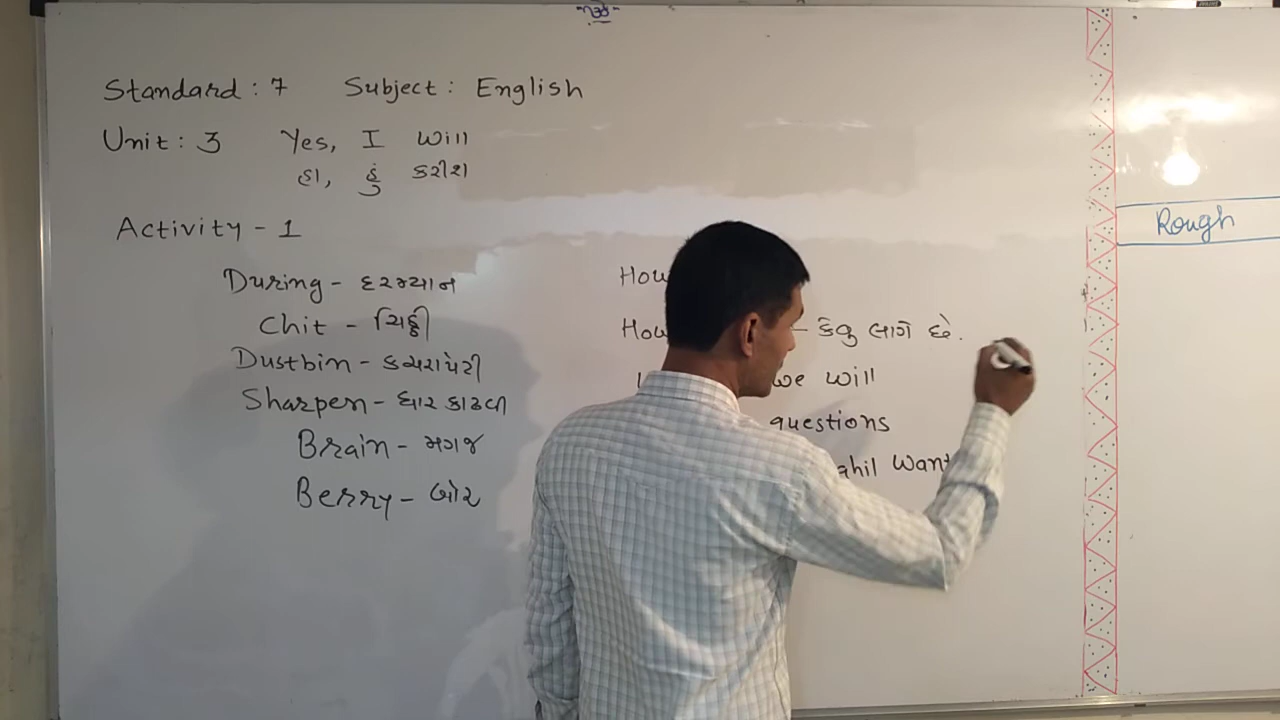 Standard : 7 Subject : English
Unit : 3 Yes, I will
હા, હું કરીશ
Activity - 1
During - દરમ્યાન
Chit - ચિઠ્ઠી
Dustbin - કચરાપેટી
Sharpen - ધાર કાઢવી
Brain - મગજ
Berry - બોર
How
How – કેવુ લાગે છે.
we will
questions
Want
Rough